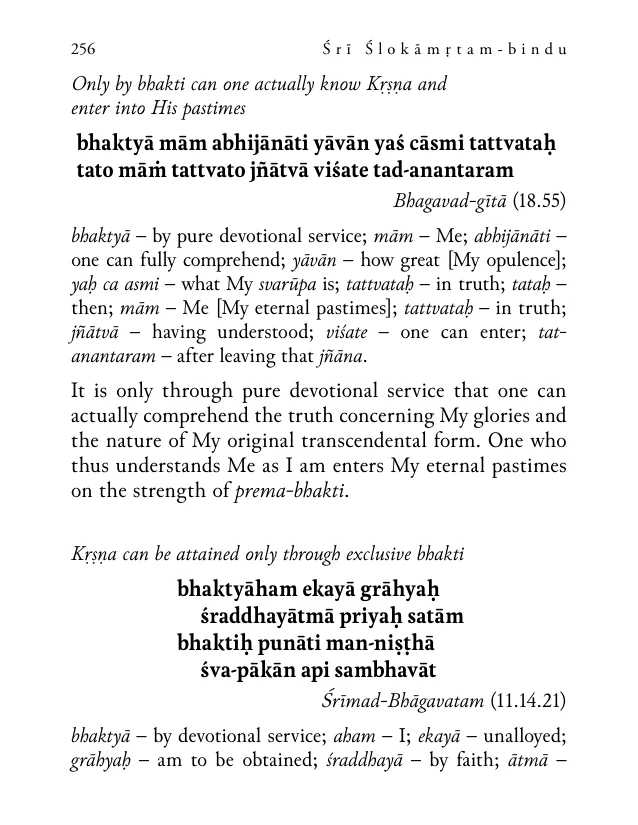 256
Śrī Ślokāmṛtam-bindu
Only by bhakti can one actually know Kṛṣṇa and
enter into His pastimes
bhaktyā mām abhijānāti yāvān yaś cāsmi tattvataḥ
tato māṁ tattvato jñātvā viśate tad-anantaram
Bhagavad-gītā (18.55)
bhaktyā – by pure devotional service; mām – Me; abhijānāti –
one can fully comprehend; yāvān – how great [My opulence];
yaḥ ca asmi – what My svarūpa is; tattvataḥ – in truth; tataḥ –
then; mām – Me [My eternal pastimes]; tattvataḥ – in truth;
jñātvā – having understood; viśate – one can enter; tat-
anantaram – after leaving that jñāna.
It is only through pure devotional service that one can
actually comprehend the truth concerning My glories and
the nature of My original transcendental form. One who
thus understands Me as I am enters My eternal pastimes
on the strength of prema-bhakti.
Kṛṣṇa can be attained only through exclusive bhakti
bhaktyāham ekayā grāhyaḥ
śraddhayātmā priyaḥ satām
bhaktiḥ punāti man-niṣṭhā
śva-pākān api sambhavāt
Śrīmad-Bhāgavatam (11.14.21)
bhaktyā – by devotional service; aham – I; ekayā – unalloyed;
grāhyaḥ – am to be obtained; śraddhayā – by faith; ātmā –